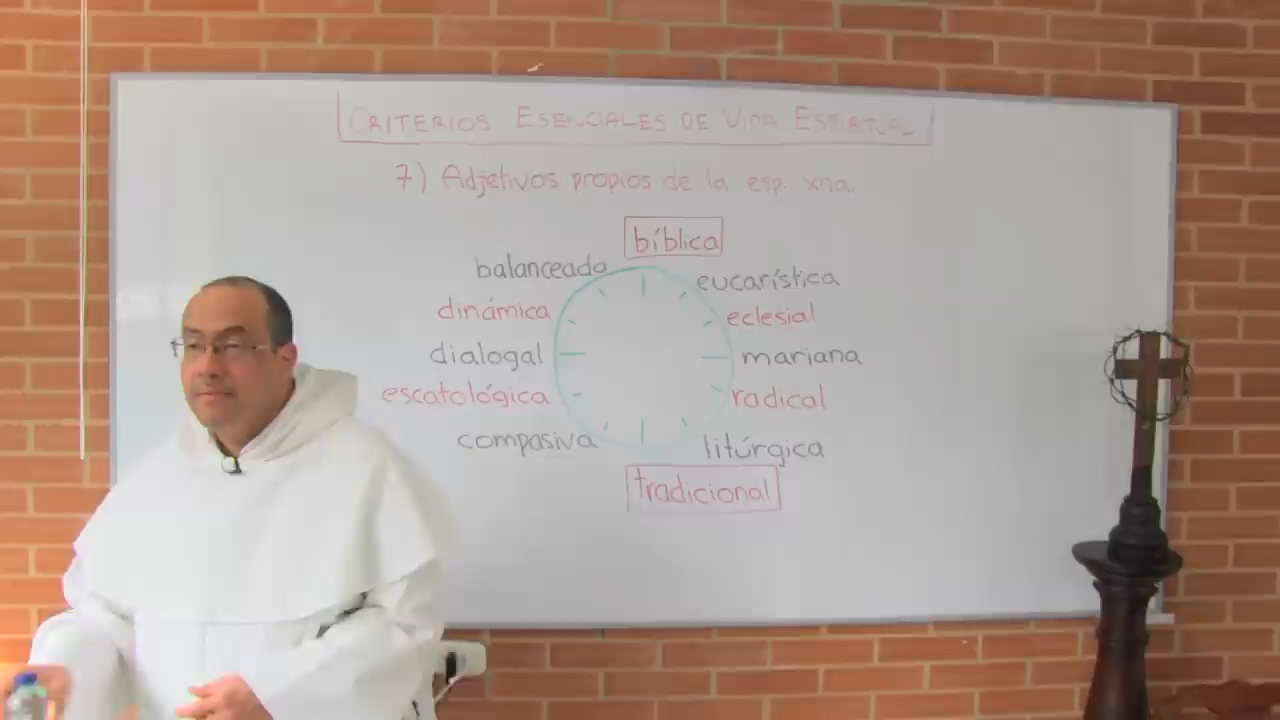 CRITERIOS ESENCIALES DE VIDA ESPIRITUAL
7) Adjetivos propios de la esp. xna.
bíblica
balanceada
eucarística
dinámica
eclesial
dialogal
mariana
escatológica
radical
compasiva
litúrgica
tradicional